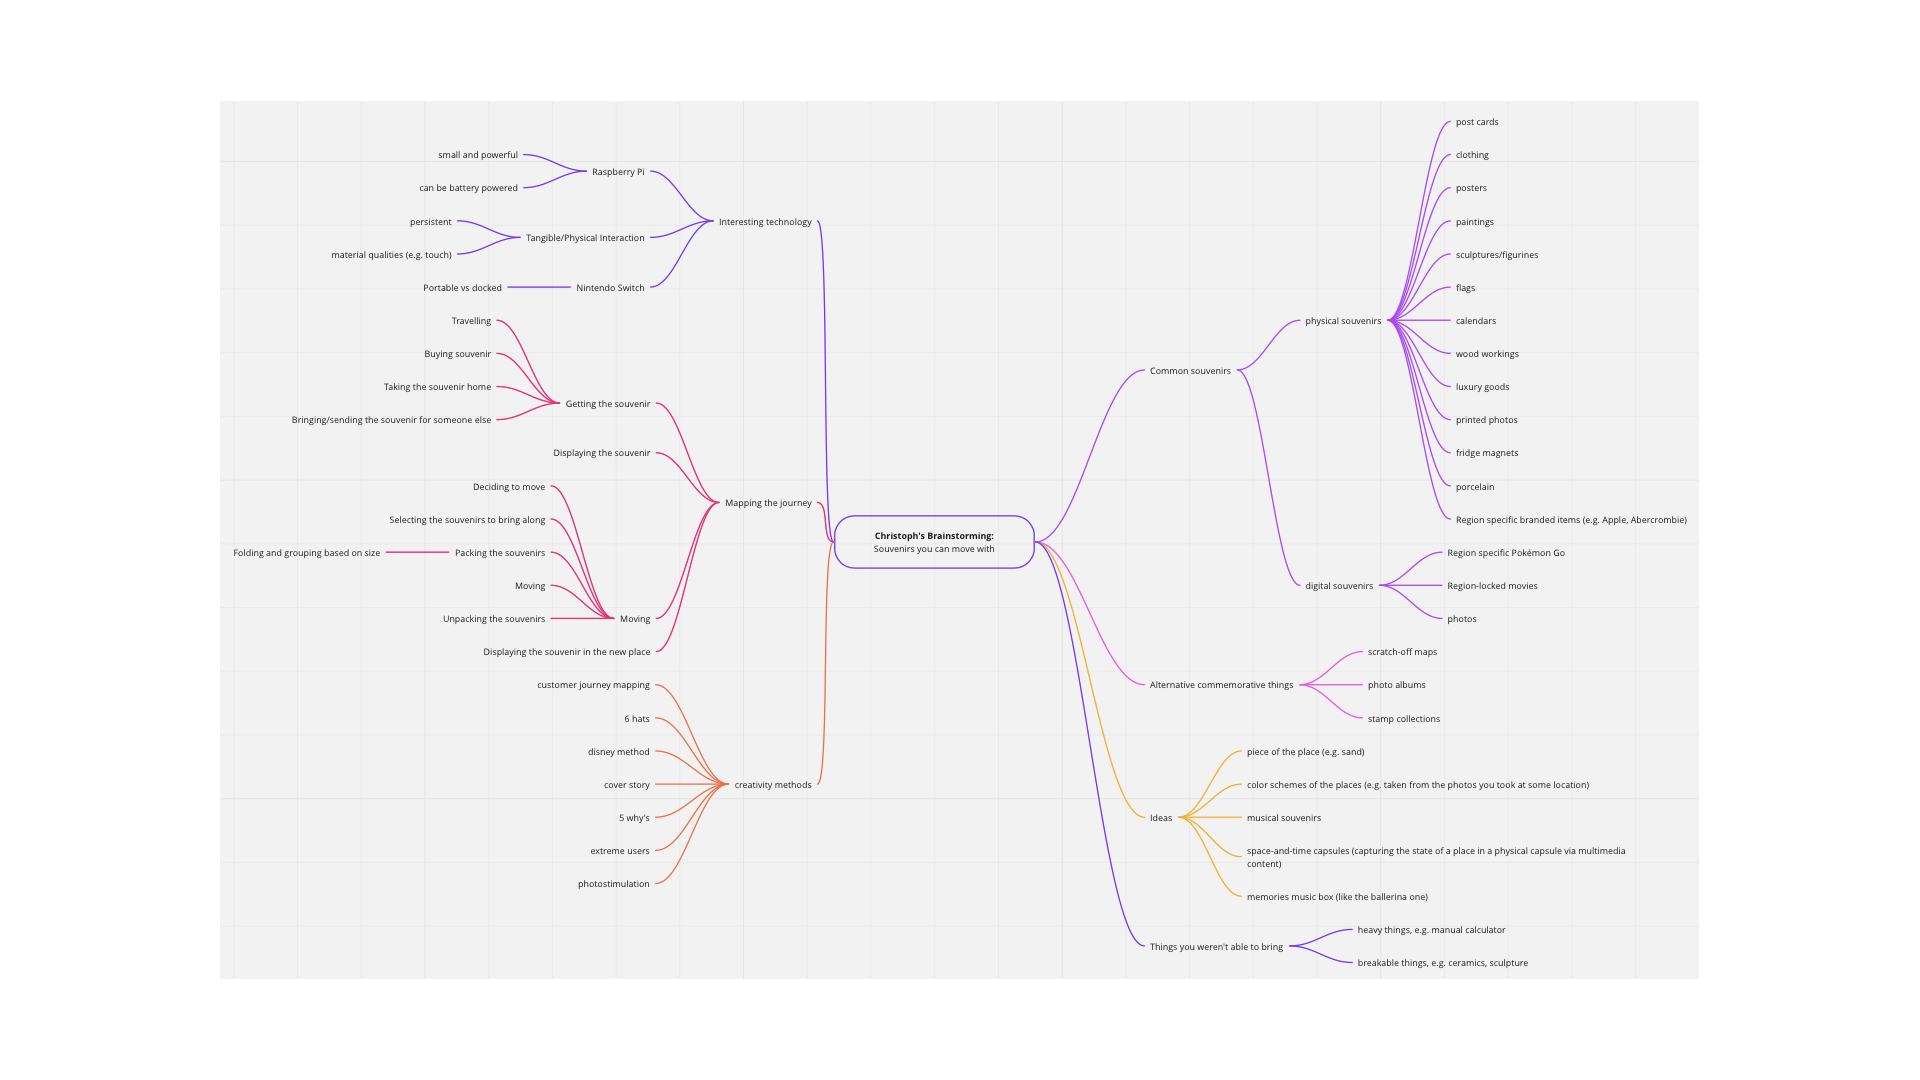 Christoph's Brainstorming:
Souvenirs you can move with
Interesting technology
Raspberry Pi
small and powerful
can be battery powered
Tangible/Physical Interaction
persistent
material qualities (e.g. touch)
Nintendo Switch
Portable vs docked
Mapping the journey
Getting the souvenir
Travelling
Buying souvenir
Taking the souvenir home
Bringing/sending the souvenir for someone else
Displaying the souvenir
Moving
Deciding to move
Selecting the souvenirs to bring along
Packing the souvenirs
Folding and grouping based on size
Moving
Unpacking the souvenirs
Displaying the souvenir in the new place
creativity methods
customer journey mapping
6 hats
disney method
cover story
5 why's
extreme users
photostimulation
Common souvenirs
physical souvenirs
post cards
clothing
posters
paintings
sculptures/figurines
flags
calendars
wood workings
luxury goods
printed photos
fridge magnets
porcelain
Region specific branded items (e.g. Apple, Abercrombie)
digital souvenirs
Region specific Pokémon Go
Region-locked movies
photos
Alternative commemorative things
scratch-off maps
photo albums
stamp collections
Ideas
piece of the place (e.g. sand)
color schemes of the places (e.g. taken from the photos you took at some location)
musical souvenirs
space-and-time capsules (capturing the state of a place in a physical capsule via multimedia
content)
memories music box (like the ballerina one)
Things you weren't able to bring
heavy things, e.g. manual calculator
breakable things, e.g. ceramics, sculpture